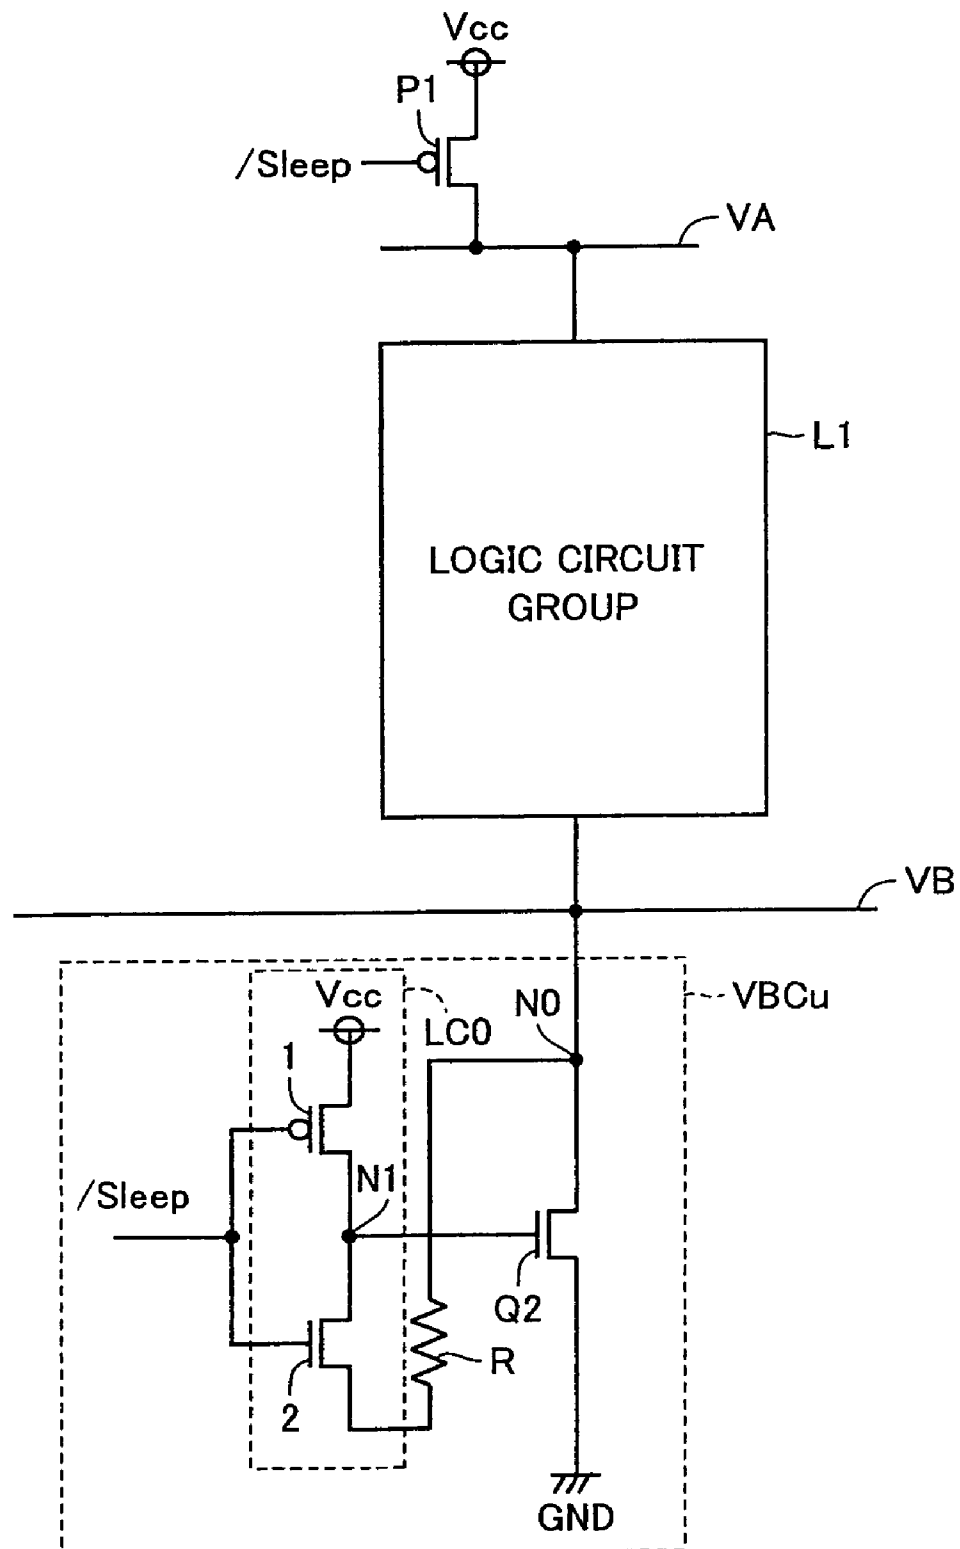 Vcc
P1
/Sleep
VA
L1
LOGIC CIRCUIT
GROUP
VB
VBCu
N0
Vcc
LC0
1
N1
/Sleep
Q2
R
2
GND